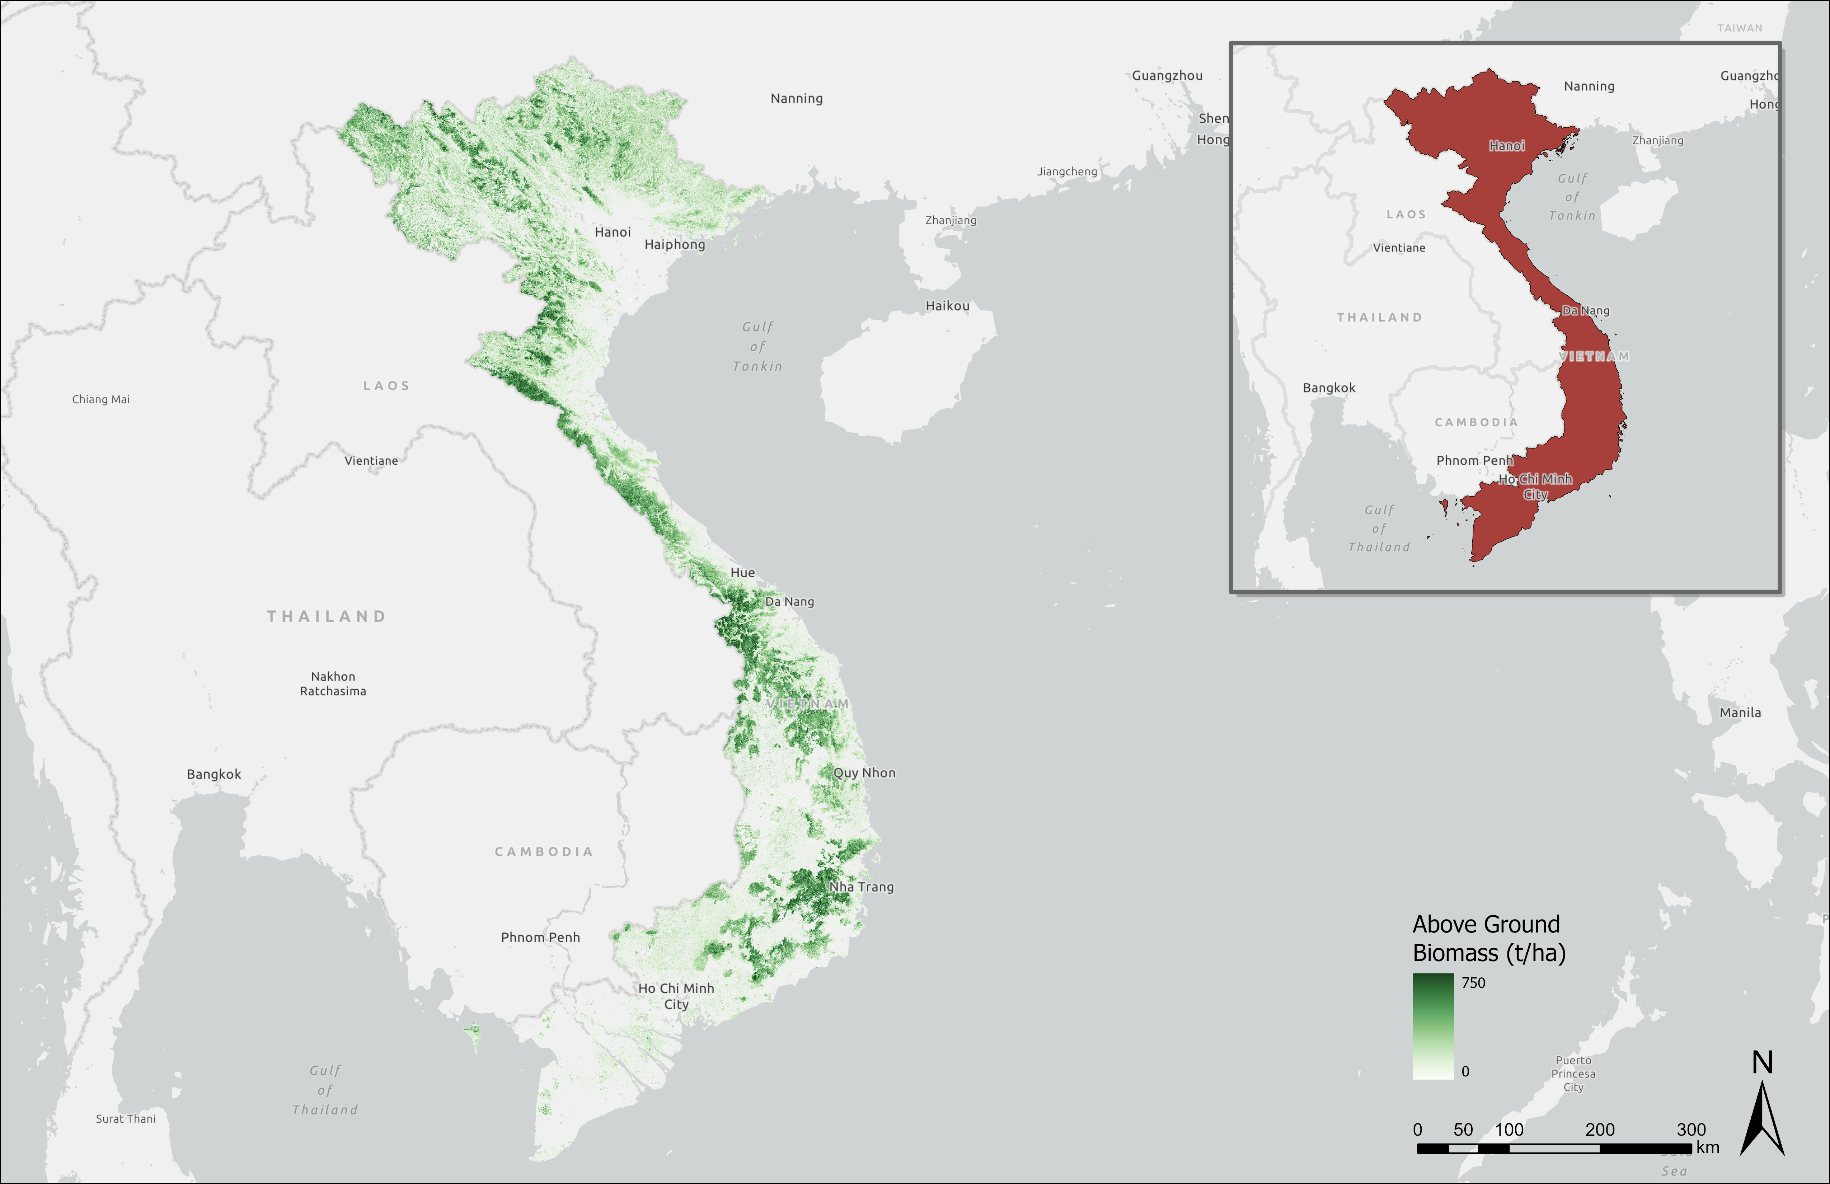 TAIWAN
Guangzhou
Nanning
Shen
Hong
Jiangcheng
Zhanjiang
Hanoi
Haiphong
Haikou
Gulf
of
Tonkin
LAOS
Chiang Mai
Vientiane
Hue
Da Nang
THAILAND
Nakhon
Ratchasima
VIETNAM
Manila
Bangkok
Quy Nhon
CAMBODIA
Nha Trang
Phnom Penh
Ho Chi Minh
City
Gulf
of
Thailand
Surat Thani
Puerto
Princesa
City
Sea
Nanning
Guangzho
Hong
Hanoi
Zhanjiang
Gulf
of
Tonkin
LAOS
Vientiane
Da Nang
THAILAND
VIETNAM
Bangkok
CAMBODIA
Phnom Penh
Ho Chi Minh
City
Gulf
of
Thailand
Above Ground
Biomass (t/ha)
750
0
N
0 50 100 200 300
km